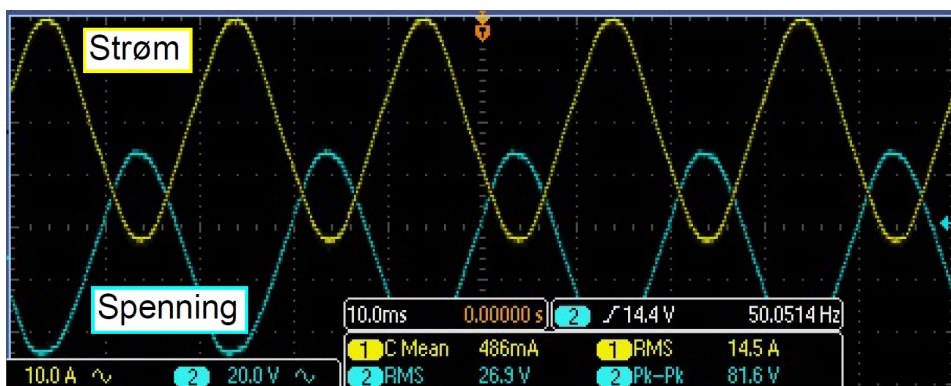 Strøm
Spenning
10.0ms 0.00000 s
2 14.4 V 50.0514 Hz
1 C Mean 486mA 1 RMS 14.5 A
2 RMS 26.9 V 2 Pk-Pk 81.6 V
10.0 A 2 20.0 V